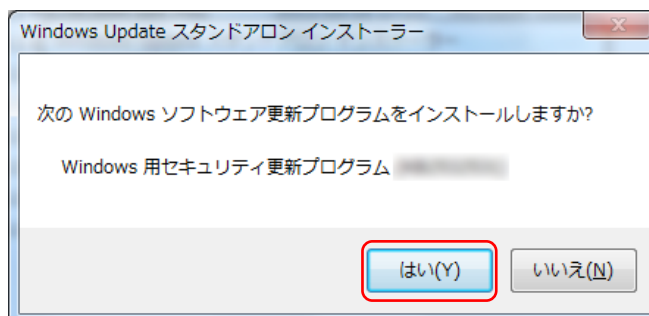 Windows Update スタンドアロン インストーラー
次の Windows ソフトウェア更新プログラムをインストールしますか?
Windows 用セキュリティ更新プログラム
はい(Y)
いいえ(N)